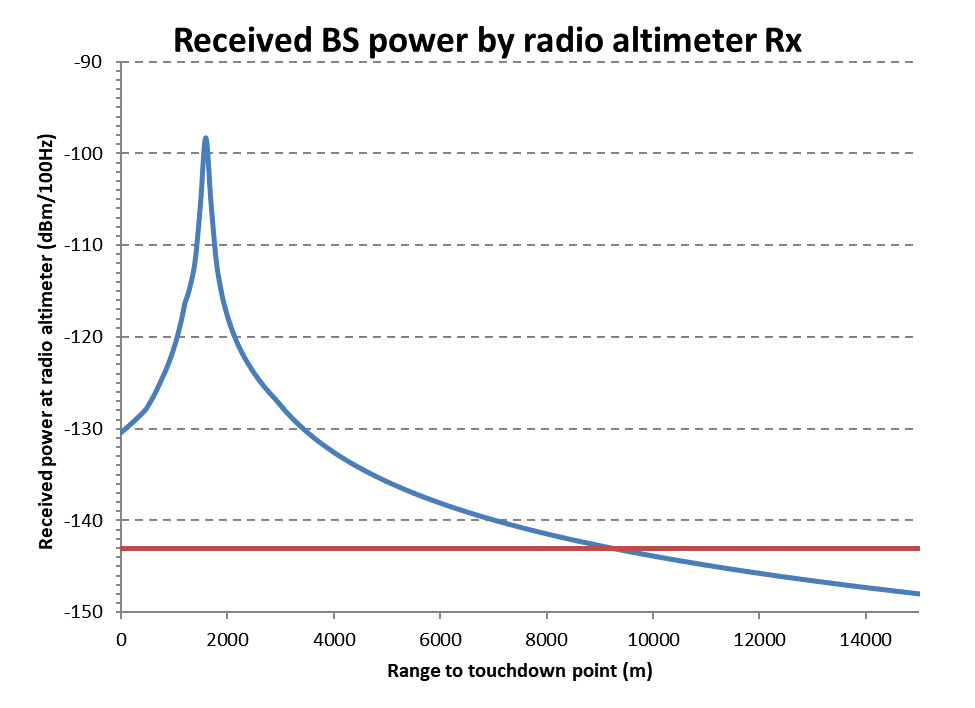 Received BS power by radio altimeter Rx
-90
-100
-110
-120
-130
-140
-150
Received power at radio altimeter (dBm/100Hz)
0 2000 4000 6000 8000 10000 12000 14000
Range to touchdown point (m)